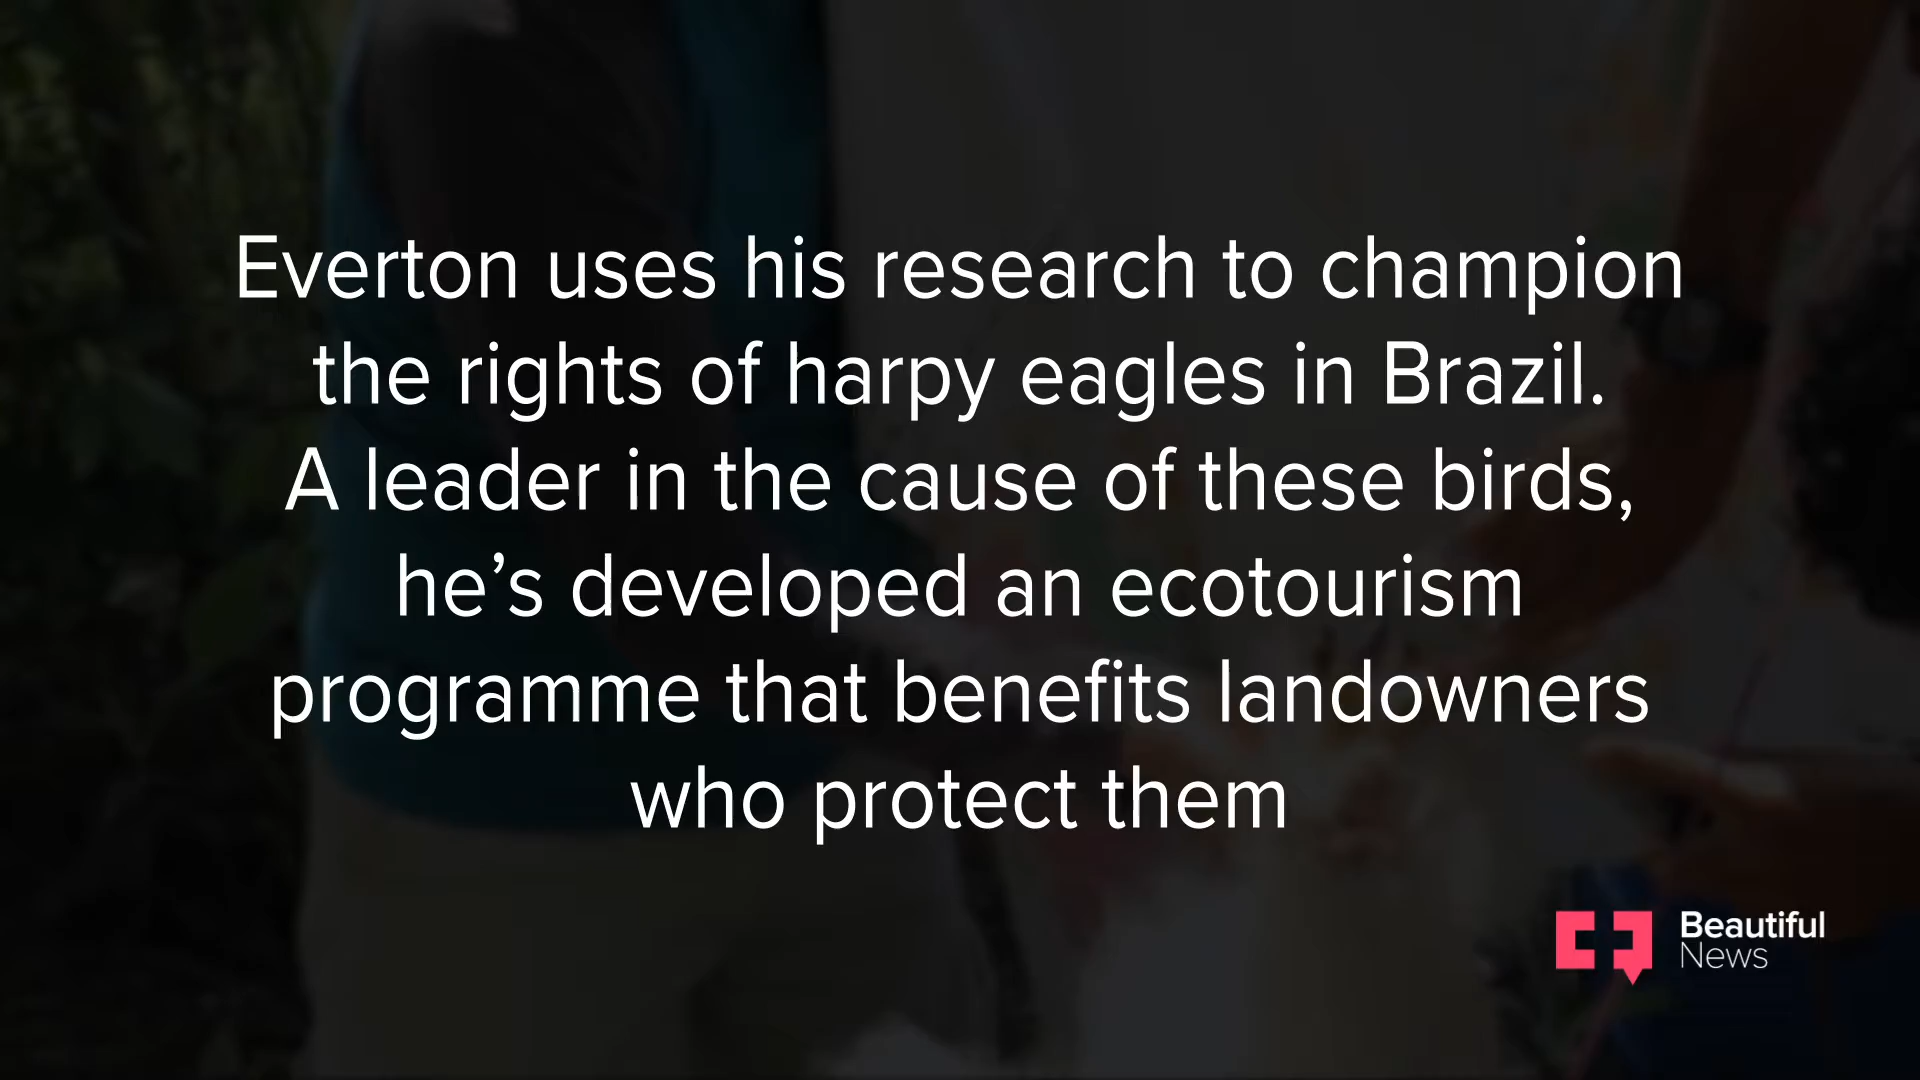 Everton uses his research to champion
the rights of harpy eagles in Brazil.
A leader in the cause of these birds,
he’s developed an ecotourism
programme that benefits landowners
who protect them
Beautiful
News